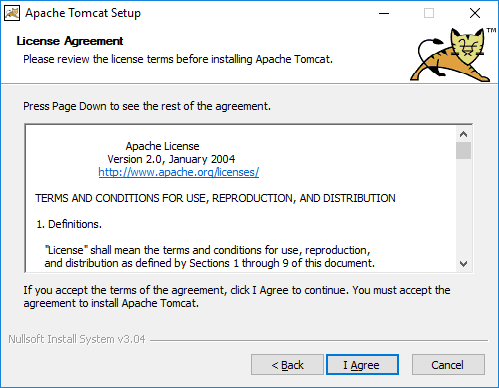 Apache Tomcat Setup
License Agreement
Please review the license terms before installing Apache Tomcat.
TM
Press Page Down to see the rest of the agreement.
Apache License
Version 2.0, January 2004
http://www.apache.org/licenses/
TERMS AND CONDITIONS FOR USE, REPRODUCTION, AND DISTRIBUTION
1. Definitions.
"License" shall mean the terms and conditions for use, reproduction,
and distribution as defined by Sections 1 through 9 of this document.
If you accept the terms of the agreement, click I Agree to continue. You must accept the
agreement to install Apache Tomcat.
Nullsoft Install System v3.04
< Back
I Agree
Cancel